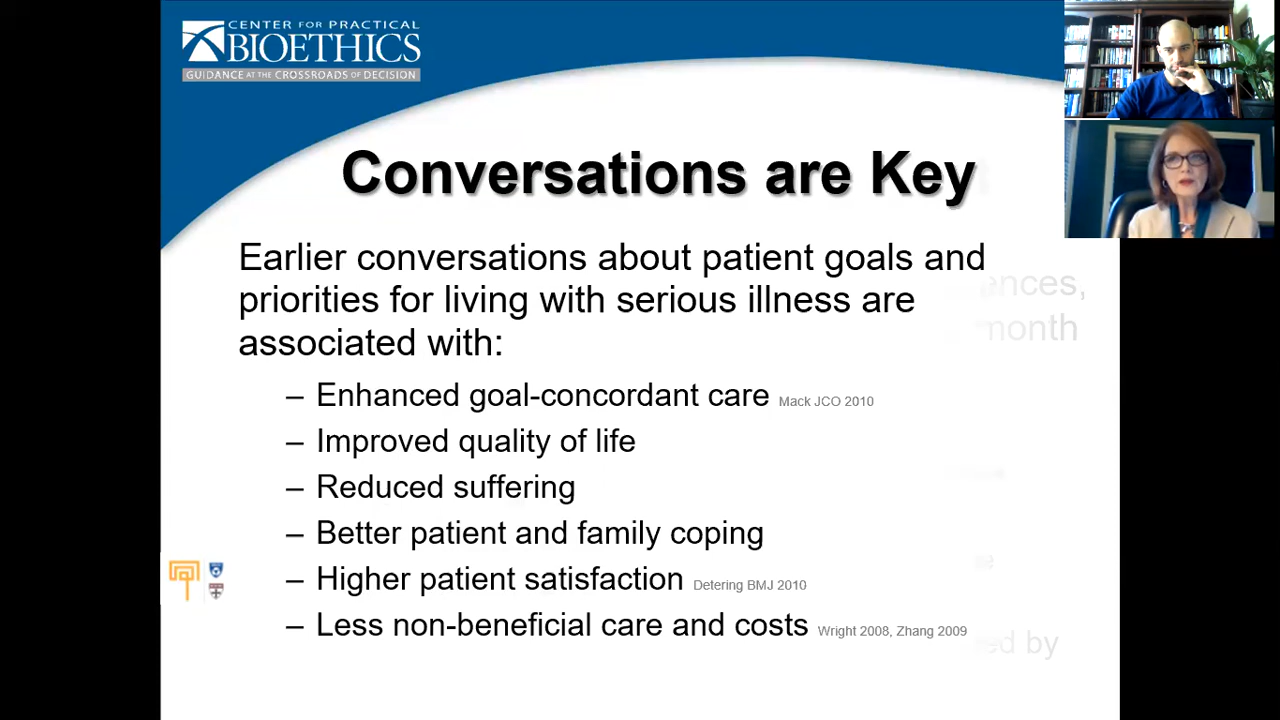 CENTER FOR PRACTICAL
BIOETHICS
GUIDANCE AT THE CROSSROADS OF DECISION
Conversations are Key
Earlier conversations about patient goals and
priorities for living with serious illness are
associated with:
– Enhanced goal-concordant care Mack JCO 2010
– Improved quality of life
– Reduced suffering
– Better patient and family coping
– Higher patient satisfaction Detering BMJ 2010
– Less non-beneficial care and costs Wright 2008, Zhang 2009
month
by